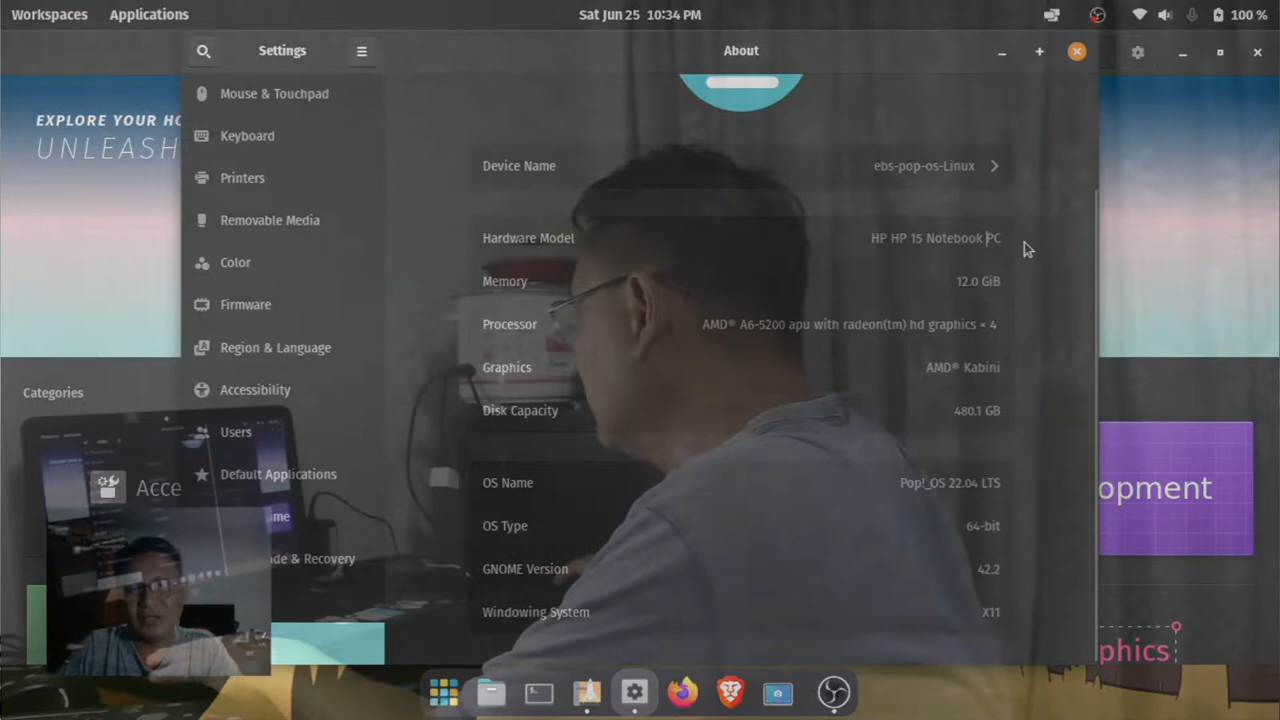 Workspaces Applications Sat Jun 25 10:34 PM 100 %
Settings About
EXPLORE YOUR HO
UNLEASH
Mouse & Touchpad
Keyboard
Printers
Removable Media
Color
Firmware
Region & Language
Accessibility
Users
Default Applications
me
de & Recovery
Device Name ebs-pop-os-Linux
Hardware Model HP HP 15 Notebook PC
Memory 12.0 GiB
Processor AMD® A6-5200 apu with radeon(tm) hd graphics × 4
Graphics AMD® Kabini
Disk Capacity 480.1 GB
OS Name Pop!_OS 22.04 LTS
OS Type 64-bit
GNOME Version 42.2
Windowing System X11
Categories
Acce
opment
phics